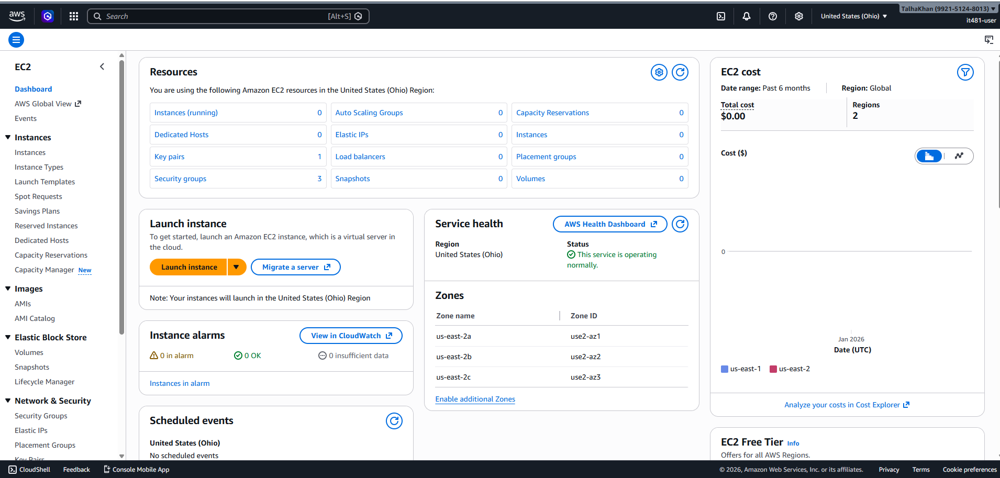 aws
Search [Alt+S]
United States (Ohio)
TalhaKhan (9921-5124-8013)
it481-user
EC2
Dashboard
AWS Global View
Events
Instances
Instances
Instance Types
Launch Templates
Spot Requests
Savings Plans
Reserved Instances
Dedicated Hosts
Capacity Reservations
Capacity Manager New
Images
AMIs
AMI Catalog
Elastic Block Store
Volumes
Snapshots
Lifecycle Manager
Network & Security
Security Groups
Elastic IPs
Placement Groups
Key Pairs
Resources
You are using the following Amazon EC2 resources in the United States (Ohio) Region:
Instances (running) 0
Auto Scaling Groups 0
Capacity Reservations 0
Dedicated Hosts 0
Elastic IPs 0
Instances 0
Key pairs 1
Load balancers 0
Placement groups 0
Security groups 3
Snapshots 0
Volumes 0
Launch instance
To get started, launch an Amazon EC2 instance, which is a virtual server in
the cloud.
Launch instance
Migrate a server
Note: Your instances will launch in the United States (Ohio) Region
Instance alarms
View in CloudWatch
0 in alarm
0 OK
0 insufficient data
Instances in alarm
Scheduled events
United States (Ohio)
No scheduled events
Service health
AWS Health Dashboard
Region
United States (Ohio)
Status
This service is operating
normally.
Zones
Zone name Zone ID
us-east-2a use2-az1
us-east-2b use2-az2
us-east-2c use2-az3
Enable additional Zones
EC2 cost
Date range: Past 6 months
Region: Global
Total cost
$0.00
Regions
2
Cost ($)
0
Jan 2026
Date (UTC)
us-east-1
us-east-2
Analyze your costs in Cost Explorer
EC2 Free Tier Info
Offers for all AWS Regions.
CloudShell
Feedback
Console Mobile App
© 2026, Amazon Web Services, Inc. or its affiliates.
Privacy
Terms
Cookie preferences